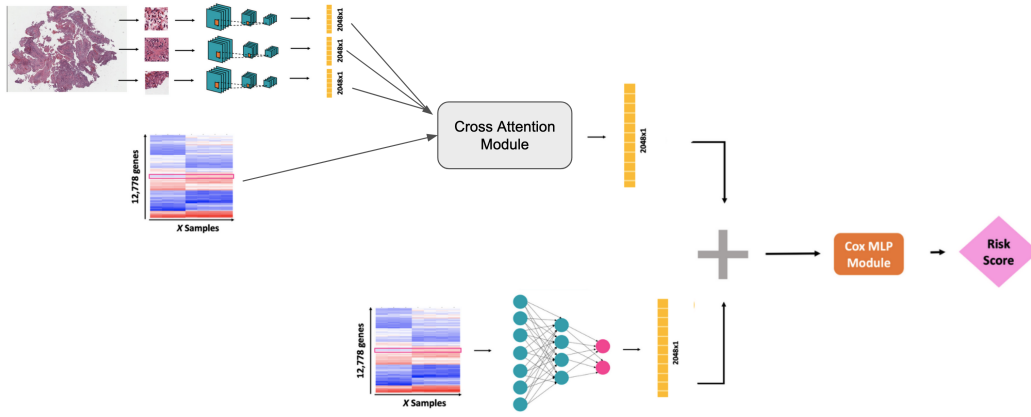 2048x1
2048x1
2048x1
Cross Attention
Module
2048x1
12,778 genes
X Samples
Cox MLP
Module
Risk
Score
12,778 genes
X Samples
2048x1